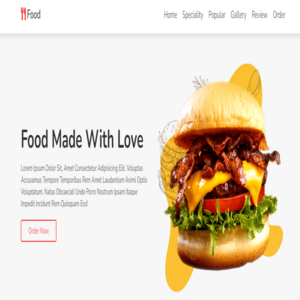 Food
Home Speciality Popular Gallery Review Order
Food Made With Love
Lorem Ipsum Dolor Sit, Amet Consectetur Adipisicing Elit. Voluptas
Accusamus Tempore Temporibus Rem Amet Laudantium Animi Optio
Voluptatum, Natus Obcaecati Unde Porro Nostrum Ipsam Itaque
Impedit Incidunt Rem Quisquam Eos!
Order Now